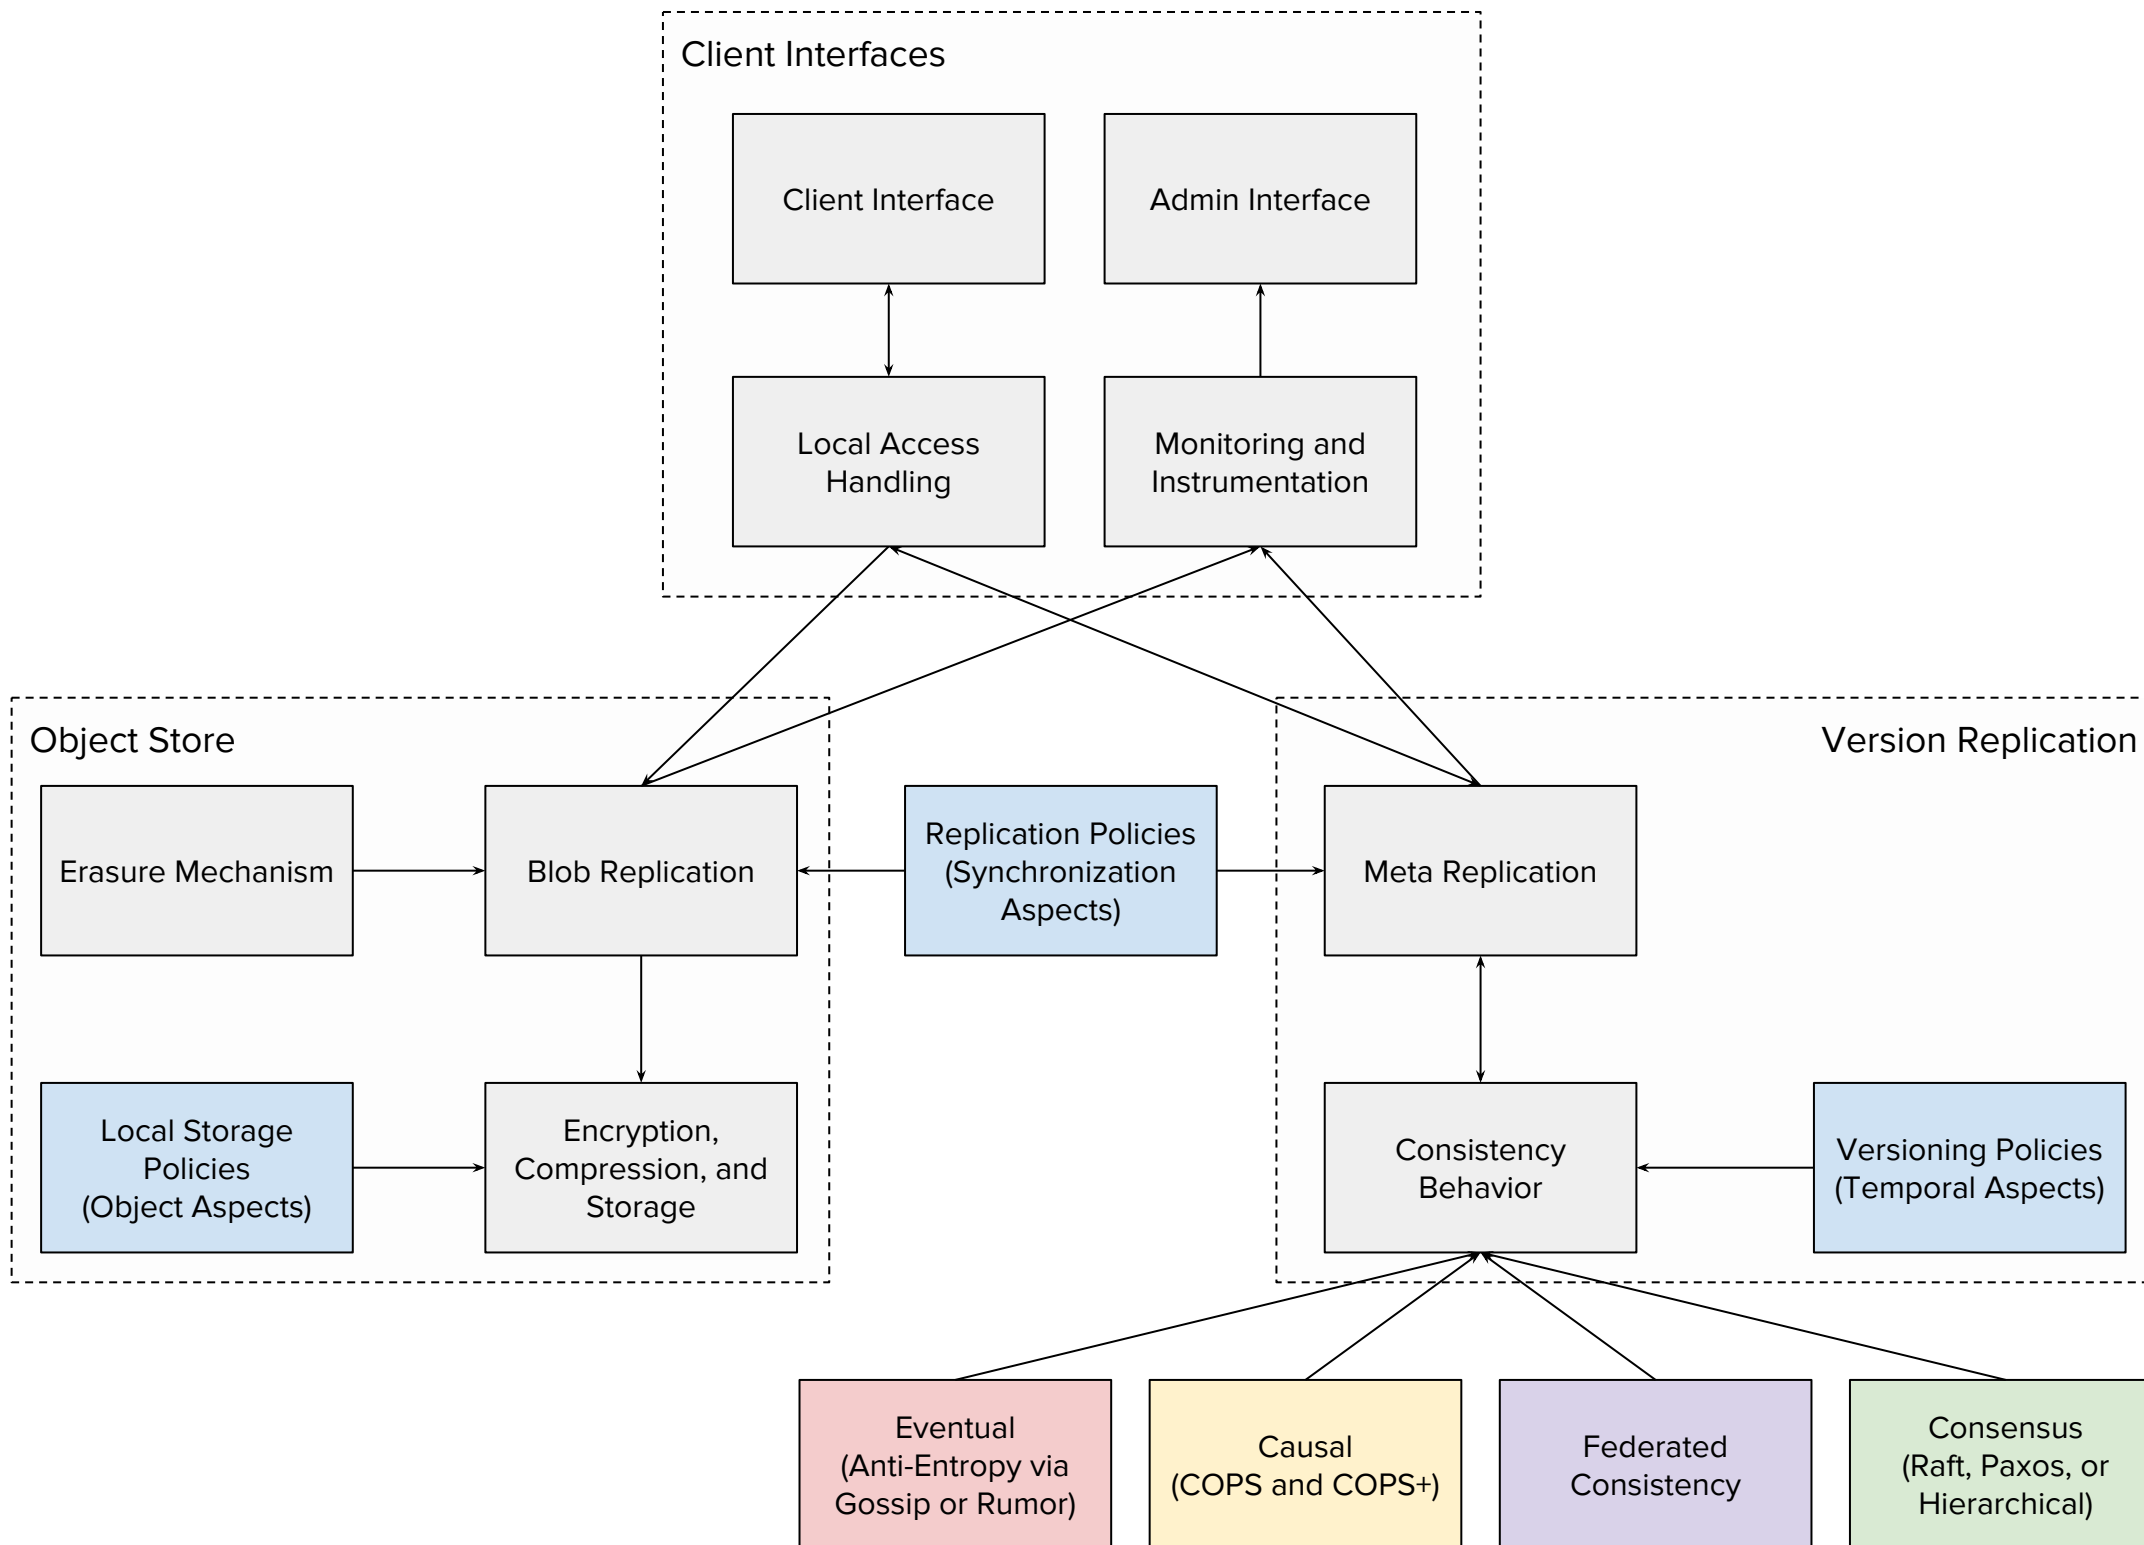 Client Interfaces
Client Interface
Admin Interface
Local Access
Handling
Monitoring and
Instrumentation
Object Store
Version Replication
Erasure Mechanism
Blob Replication
Replication Policies
(Synchronization
Aspects)
Meta Replication
Local Storage
Policies
(Object Aspects)
Encryption,
Compression, and
Storage
Consistency
Behavior
Versioning Policies
(Temporal Aspects)
Eventual
(Anti-Entropy via
Gossip or Rumor)
Causal
(COPS and COPS+)
Federated
Consistency
Consensus
(Raft, Paxos, or
Hierarchical)